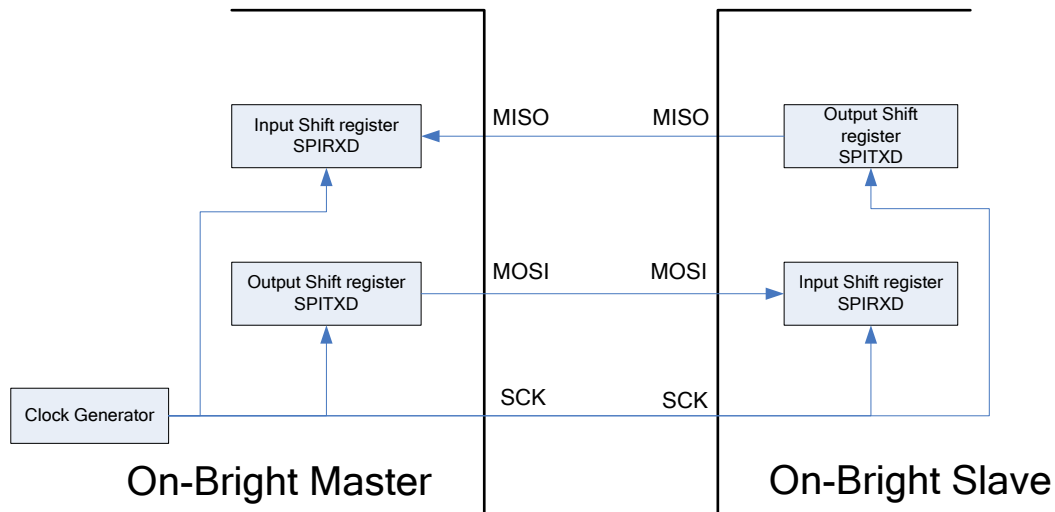 Input Shift register
SPIRXD
MISO
MISO
Output Shift
register
SPITXD
Output Shift register
SPITXD
MOSI
MOSI
Input Shift register
SPIRXD
Clock Generator
SCK
SCK
On-Bright Master
On-Bright Slave